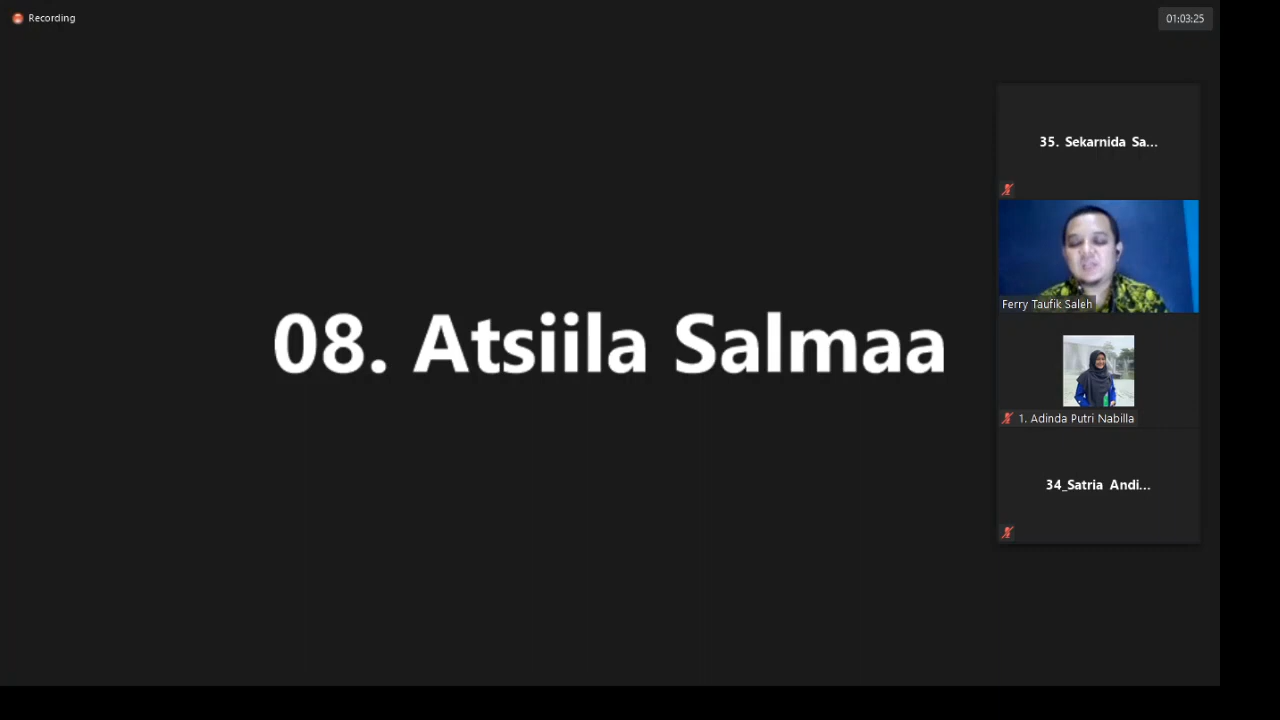 Recording
01:03:25
35. Sekarnida Sa...
Ferry Taufik Saleh
1. Adinda Putri Nabilla
34_Satria Andi...
08. Atsiila Salmaa